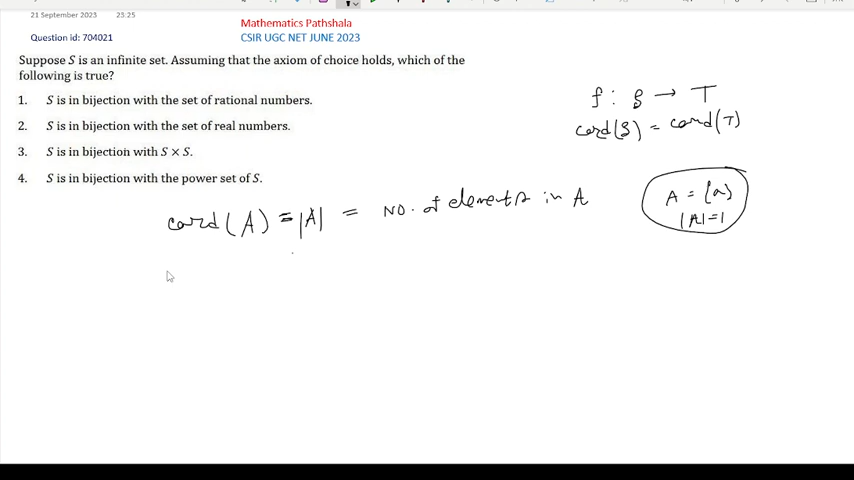 21 September 2023 23:25
Mathematics Pathshala
Question id: 704021
CSIR UGC NET JUNE 2023
Suppose S is an infinite set. Assuming that the axiom of choice holds, which of the
following is true?
1. S is in bijection with the set of rational numbers.
2. S is in bijection with the set of real numbers.
3. S is in bijection with S × S.
4. S is in bijection with the power set of S.
f : S → T
card(S) = card(T)
card(A) = |A| = No. of elements in A
A = {a}
|A|=1